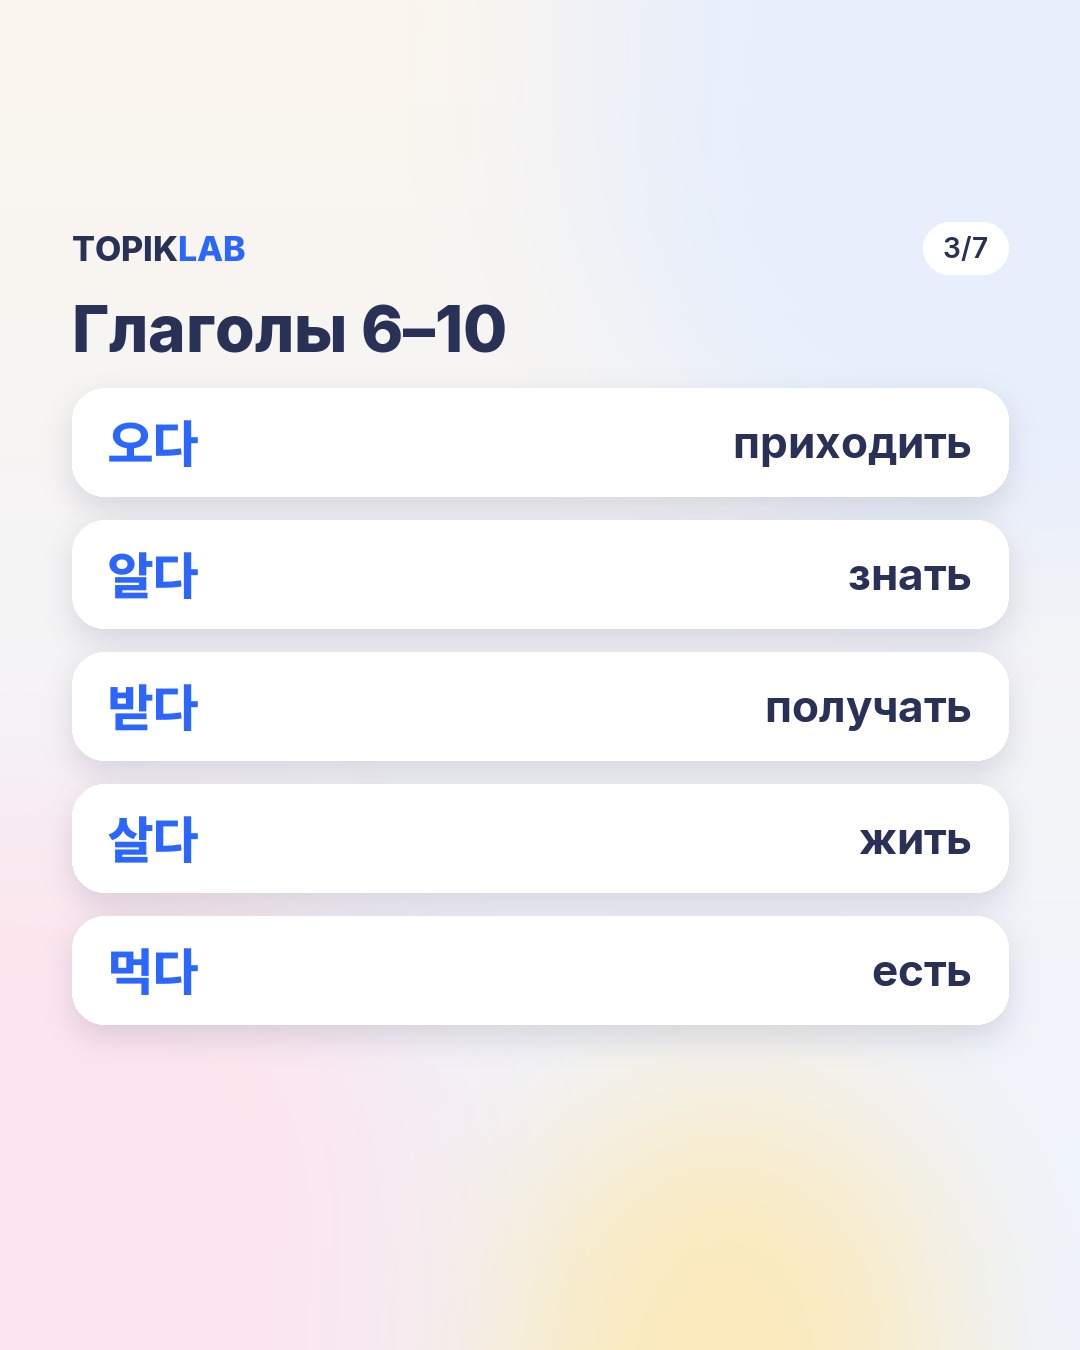 TOPIKLAB
3/7
Глаголы 6–10
오다 приходить
알다 знать
받다 получать
살다 жить
먹다 есть